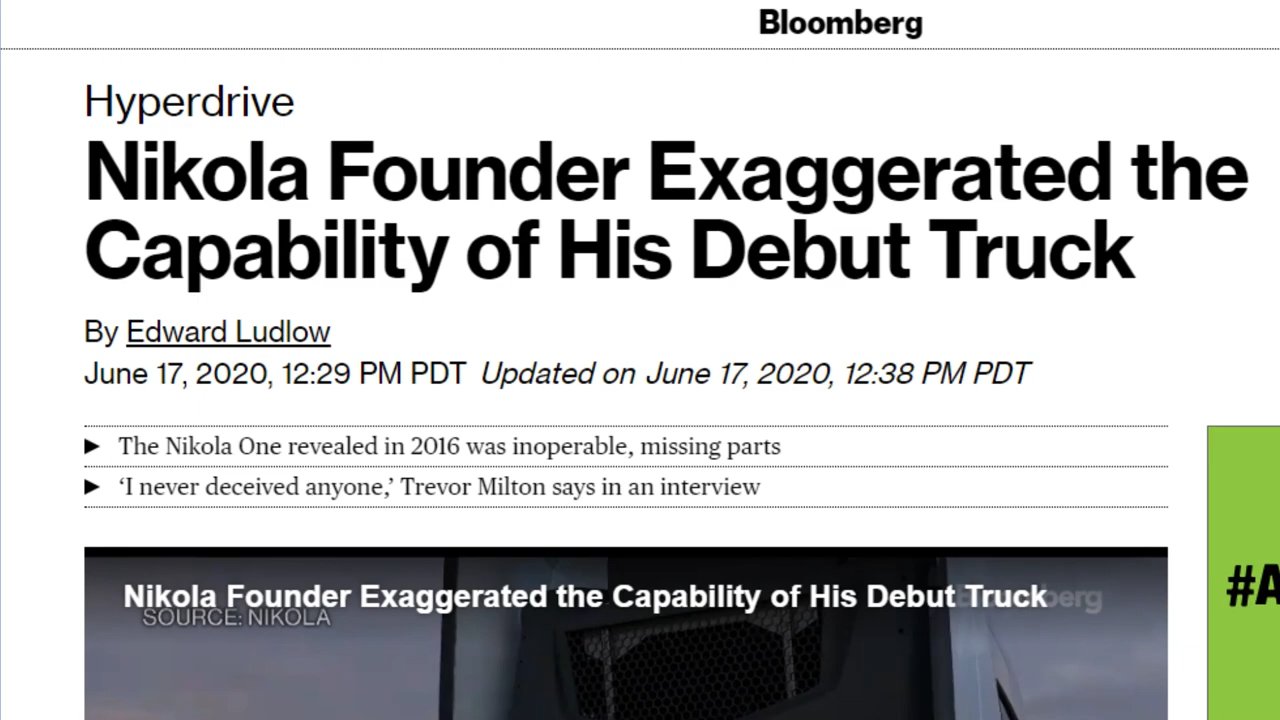 Bloomberg
Hyperdrive
Nikola Founder Exaggerated the
Capability of His Debut Truck
By Edward Ludlow
June 17, 2020, 12:29 PM PDT Updated on June 17, 2020, 12:38 PM PDT
► The Nikola One revealed in 2016 was inoperable, missing parts
► ‘I never deceived anyone,’ Trevor Milton says in an interview
Nikola Founder Exaggerated the Capability of His Debut Truck
SOURCE: NIKOLA
#A